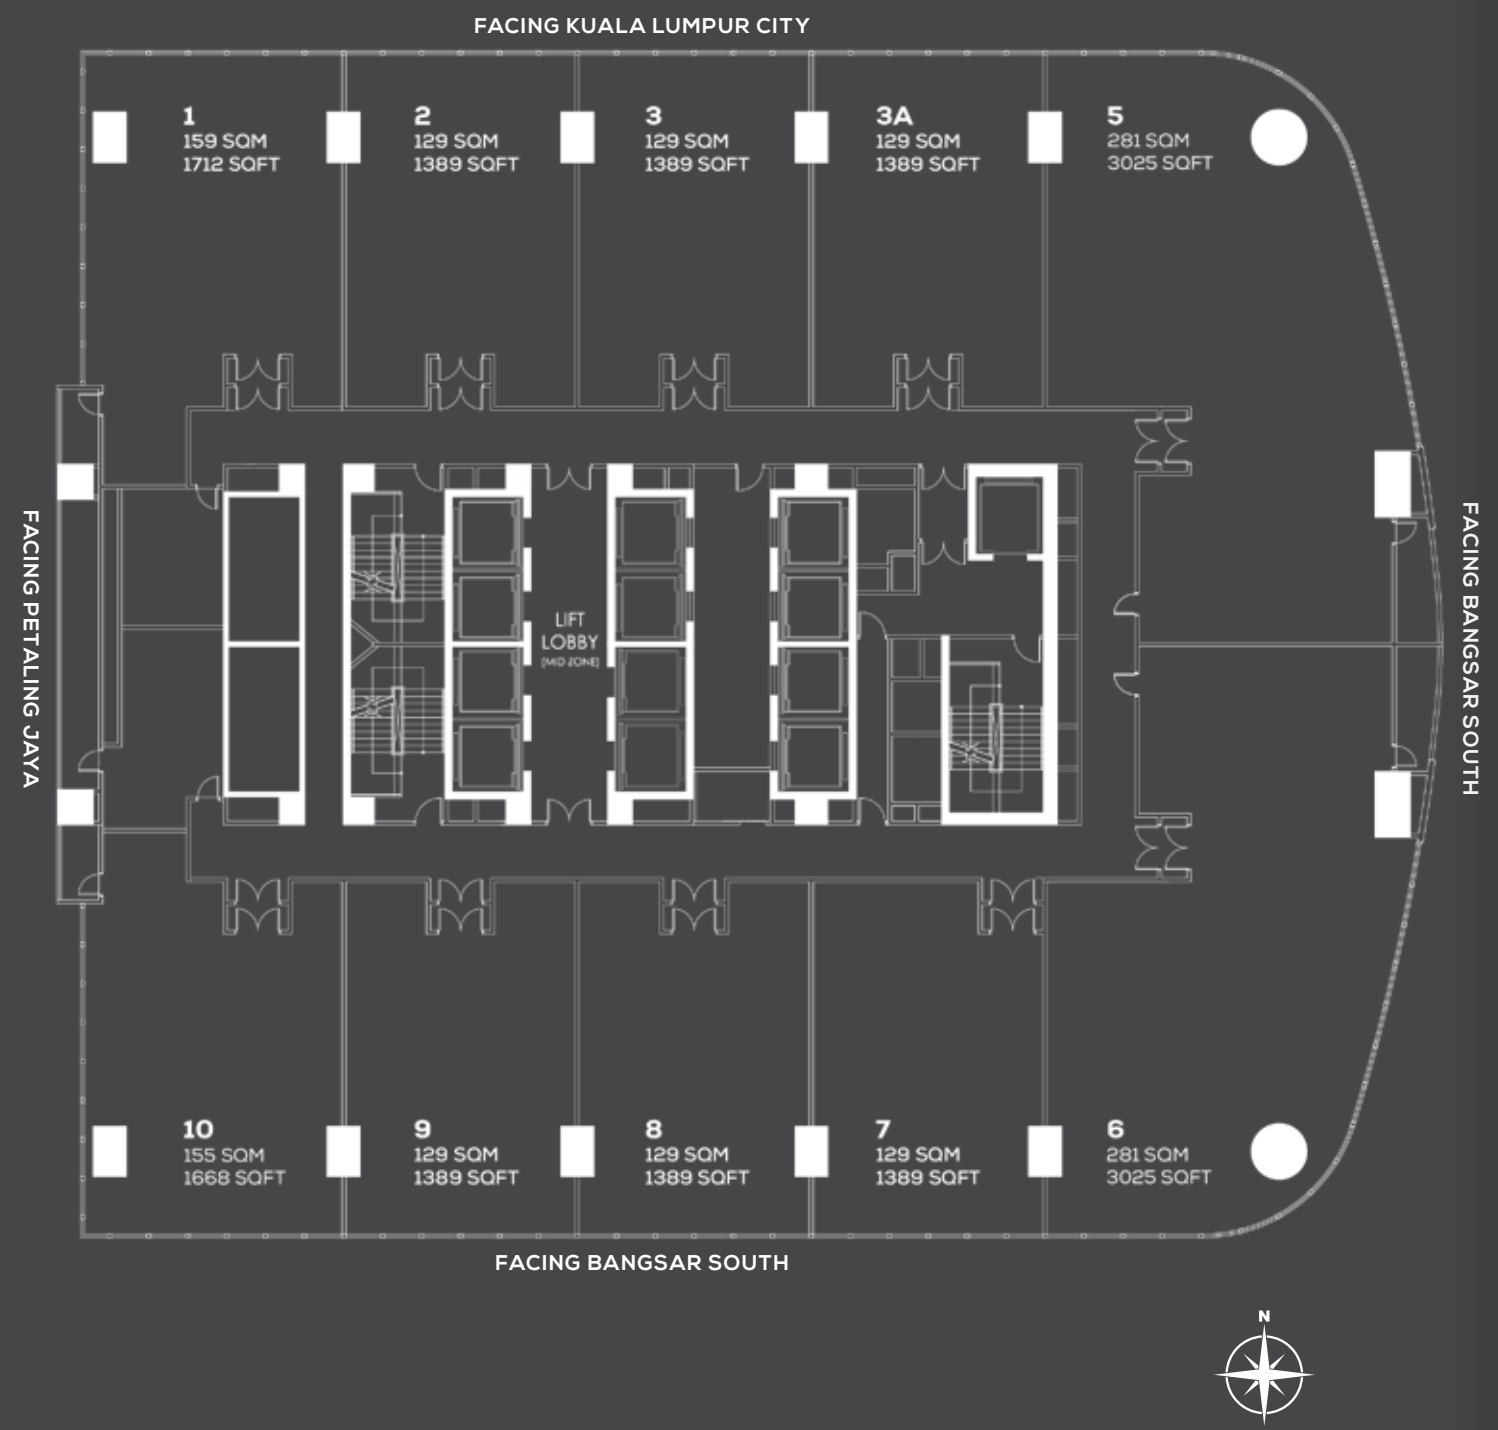 FACING KUALA LUMPUR CITY
1
159 SQM
1712 SQFT
2
129 SQM
1389 SQFT
3
129 SQM
1389 SQFT
3A
129 SQM
1389 SQFT
5
281 SQM
3025 SQFT
FACING PETALING JAYA
LIFT
LOBBY
(MID ZONE)
FACING BANGSAR SOUTH
10
155 SQM
1668 SQFT
9
129 SQM
1389 SQFT
8
129 SQM
1389 SQFT
7
129 SQM
1389 SQFT
6
281 SQM
3025 SQFT
FACING BANGSAR SOUTH
N